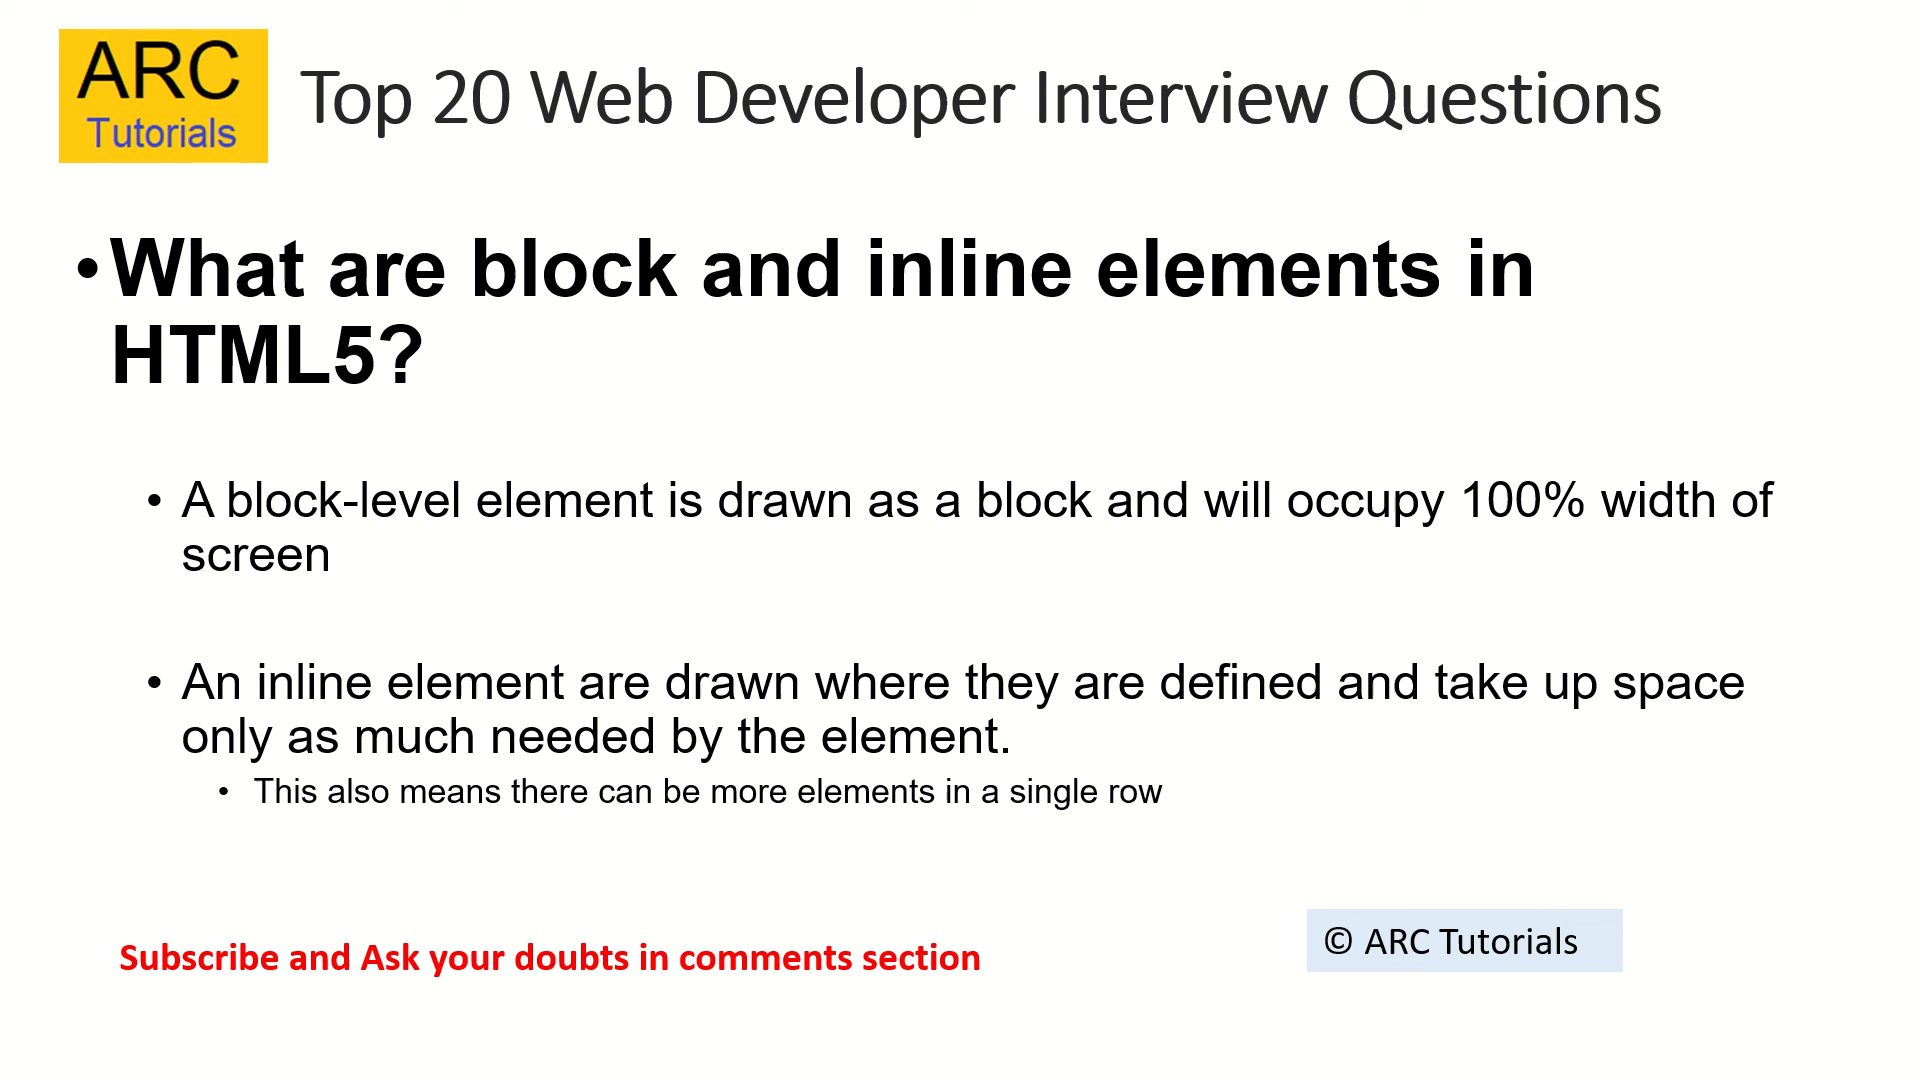 ARC
Tutorials
Top 20 Web Developer Interview Questions
• What are block and inline elements in
HTML5?
• A block-level element is drawn as a block and will occupy 100% width of
screen
• An inline element are drawn where they are defined and take up space
only as much needed by the element.
• This also means there can be more elements in a single row
Subscribe and Ask your doubts in comments section
© ARC Tutorials